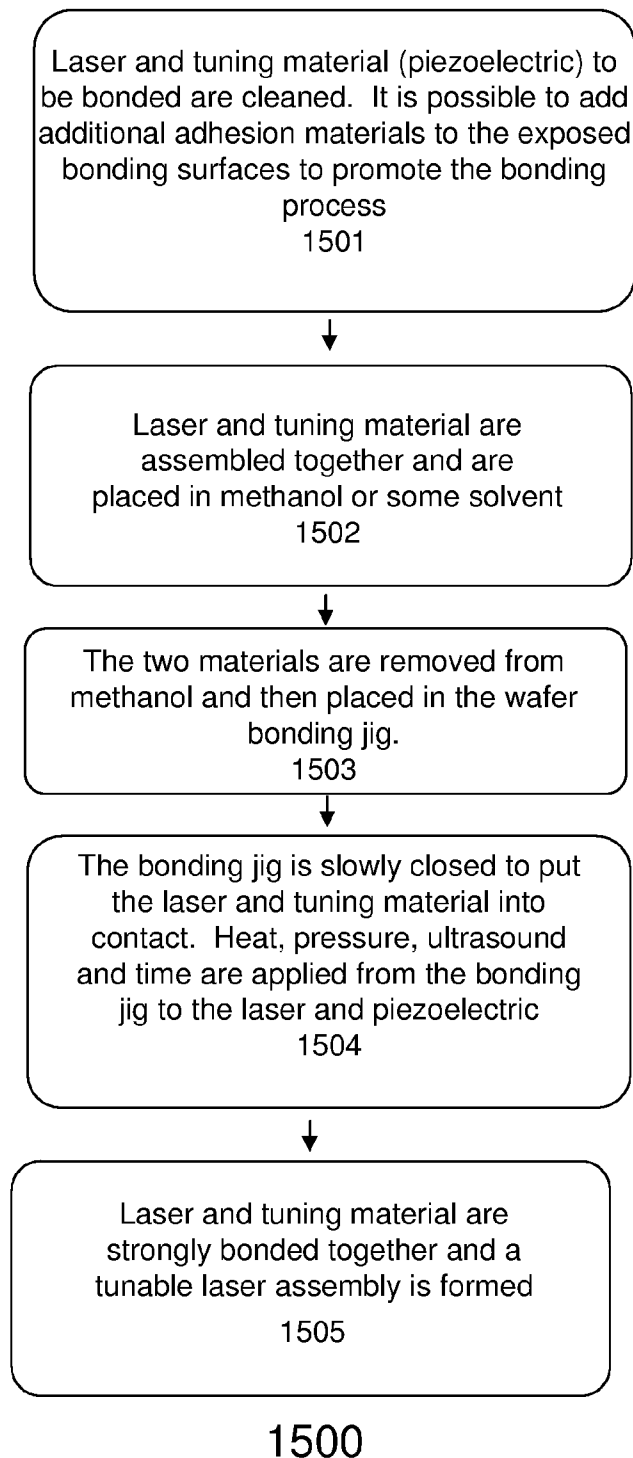 Laser and tuning material (piezoelectric) to
be bonded are cleaned. It is possible to add
additional adhesion materials to the exposed
bonding surfaces to promote the bonding
process
1501
Laser and tuning material are
assembled together and are
placed in methanol or some solvent
1502
The two materials are removed from
methanol and then placed in the wafer
bonding jig.
1503
The bonding jig is slowly closed to put
the laser and tuning material into
contact. Heat, pressure, ultrasound
and time are applied from the bonding
jig to the laser and piezoelectric
1504
Laser and tuning material are
strongly bonded together and a
tunable laser assembly is formed
1505
1500